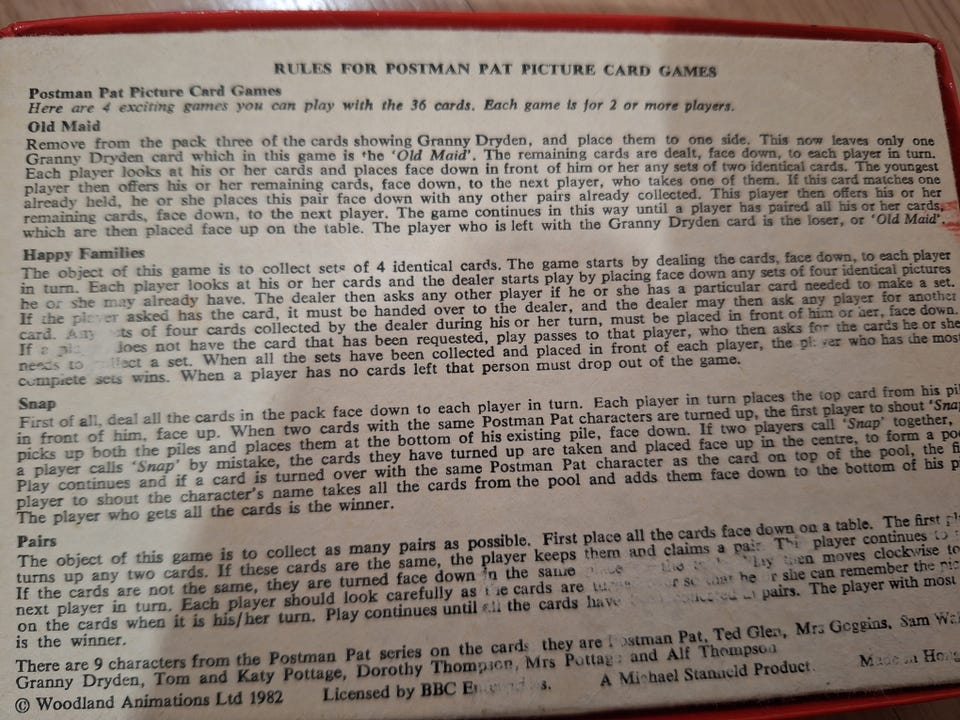 RULES FOR POSTMAN PAT PICTURE CARD GAMES
Postman Pat Picture Card Games
Here are 4 exciting games you can play with the 36 cards. Each game is for 2 or more players.
Old Maid
Remove from the pack three of the cards showing Granny Dryden, and place them to one side. This now leaves only one
Granny Dryden card which in this game is the 'Old Maid'. The remaining cards are dealt, face down, to each player in turn.
Each player looks at his or her cards and places face down in front of him or her any sets of two identical cards. The youngest
player then offers his or her remaining cards, face down, to the next player, who takes one of them. If this card matches one
already held, he or she places this pair face down with any other pairs already collected. This player then offers his or her
remaining cards, face down, to the next player. The game continues in this way until a player has paired all his or her cards,
which are then placed face up on the table. The player who is left with the Granny Dryden card is the loser, or 'Old Maid'.
Happy Families
The object of this game is to collect sets of 4 identical cards. The game starts by dealing the cards, face down, to each player
in turn. Each player looks at his or her cards and the dealer starts play by placing face down any sets of four identical pictures
he or she may already have. The dealer then asks any other player if he or she has a particular card needed to make a set.
If the player asked has the card, it must be handed over to the dealer, and the dealer may then ask any player for another
card. Any sets of four cards collected by the dealer during his or her turn, must be placed in front of him or her, face down.
If a does not have the card that has been requested, play passes to that player, who then asks for the cards he or she
needs to collect a set. When all the sets have been collected and placed in front of each player, the player who has the most
complete sets wins. When a player has no cards left that person must drop out of the game.
Snap
First of all, deal all the cards in the pack face down to each player in turn. Each player in turn places the top card from his
in front of him, face up. When two cards with the same Postman Pat characters are turned up, the first player to shout 'Snap
picks up both the piles and places them at the bottom of his existing pile, face down. If two players call 'Snap' together,
a player calls 'Snap' by mistake, the cards they have turned up are taken and placed face up in the centre, to form a
Play continues and if a card is turned over with the same Postman Pat character as the card on top of the pool, the
player to shout the character's name takes all the cards from the pool and adds them face down to the bottom of his
The player who gets all the cards is the winner.
Pairs
The object of this game is to collect as many pairs as possible. First place all the cards face down on a table. The first
turns up any two cards. If these cards are the same, the player keeps them and claims a pair. This player continues
If the cards are not the same, they are turned face down in the same then moves clockwise to
next player in turn. Each player should look carefully as the cards are so that he or she can remember the
on the cards when it is his/her turn. Play continues until all the cards have pairs. The player with most
is the winner.
There are 9 characters from the Postman Pat series on the cards they are Postman Pat, Ted Glen, Mrs Goggins, Sam
Granny Dryden, Tom and Katy Pottage, Dorothy Thompson, Mrs Pottage and Alf Thompson
© Woodland Animations Ltd 1982 Licensed by BBC A Michael Stanfield Product. Made in